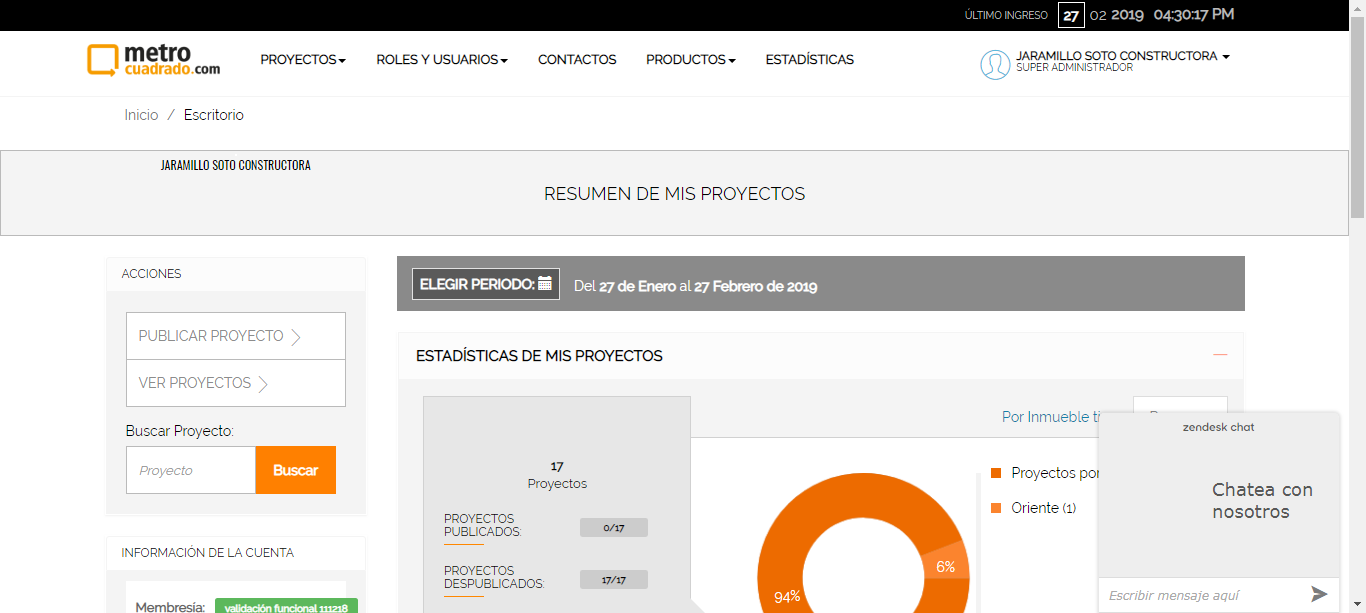 ÚLTIMO INGRESO 27 02 2019 04:30:17 PM
metro
cuadrado.com
PROYECTOS ROLES Y USUARIOS CONTACTOS PRODUCTOS ESTADÍSTICAS
JARAMILLO SOTO CONSTRUCTORA
SUPER ADMINISTRADOR
Inicio / Escritorio
JARAMILLO SOTO CONSTRUCTORA
RESUMEN DE MIS PROYECTOS
ACCIONES
PUBLICAR PROYECTO
VER PROYECTOS
Buscar Proyecto:
Proyecto Buscar
INFORMACIÓN DE LA CUENTA
Membresía: validación funcional 111218
ELEGIR PERIODO: Del 27 de Enero al 27 Febrero de 2019
ESTADÍSTICAS DE MIS PROYECTOS
17
Proyectos
PROYECTOS
PUBLICADOS: 0/17
PROYECTOS
DESPUBLICADOS: 17/17
Por Inmueble
94%
6%
Proyectos
Oriente (1)
zendesk chat
Chatea con
nosotros
Escribir mensaje aquí